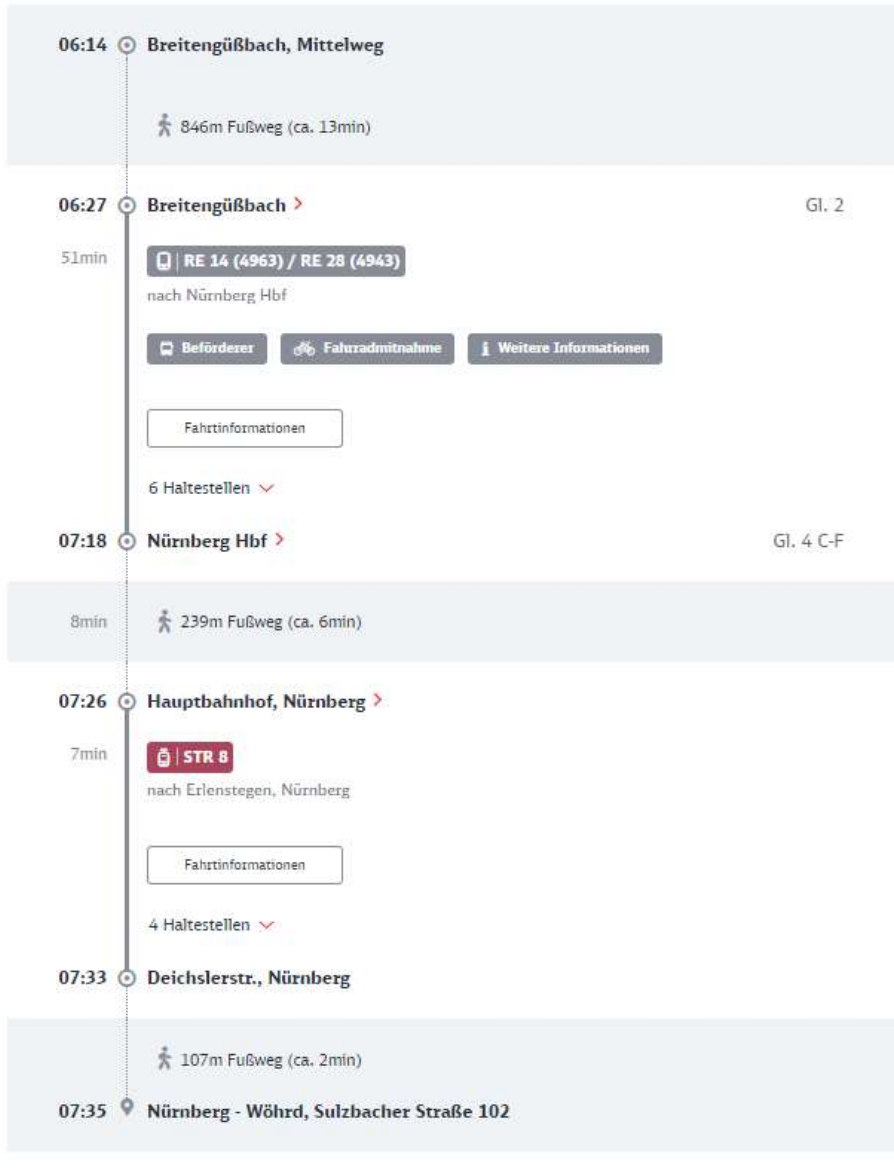 06:14 Breitengüßbach, Mittelweg
846m Fußweg (ca. 13min)
06:27 Breitengüßbach Gl. 2
51min RE 14 (4963) / RE 28 (4943)
nach Nürnberg Hbf
Beförderer Fahrradmitnahme Weitere Informationen
Fahrtinformationen
6 Haltestellen
07:18 Nürnberg Hbf Gl. 4 C-F
8min 239m Fußweg (ca. 6min)
07:26 Hauptbahnhof, Nürnberg
7min STR 8
nach Erlenstegen, Nürnberg
Fahrtinformationen
4 Haltestellen
07:33 Deichslerstr., Nürnberg
107m Fußweg (ca. 2min)
07:35 Nürnberg - Wöhrd, Sulzbacher Straße 102